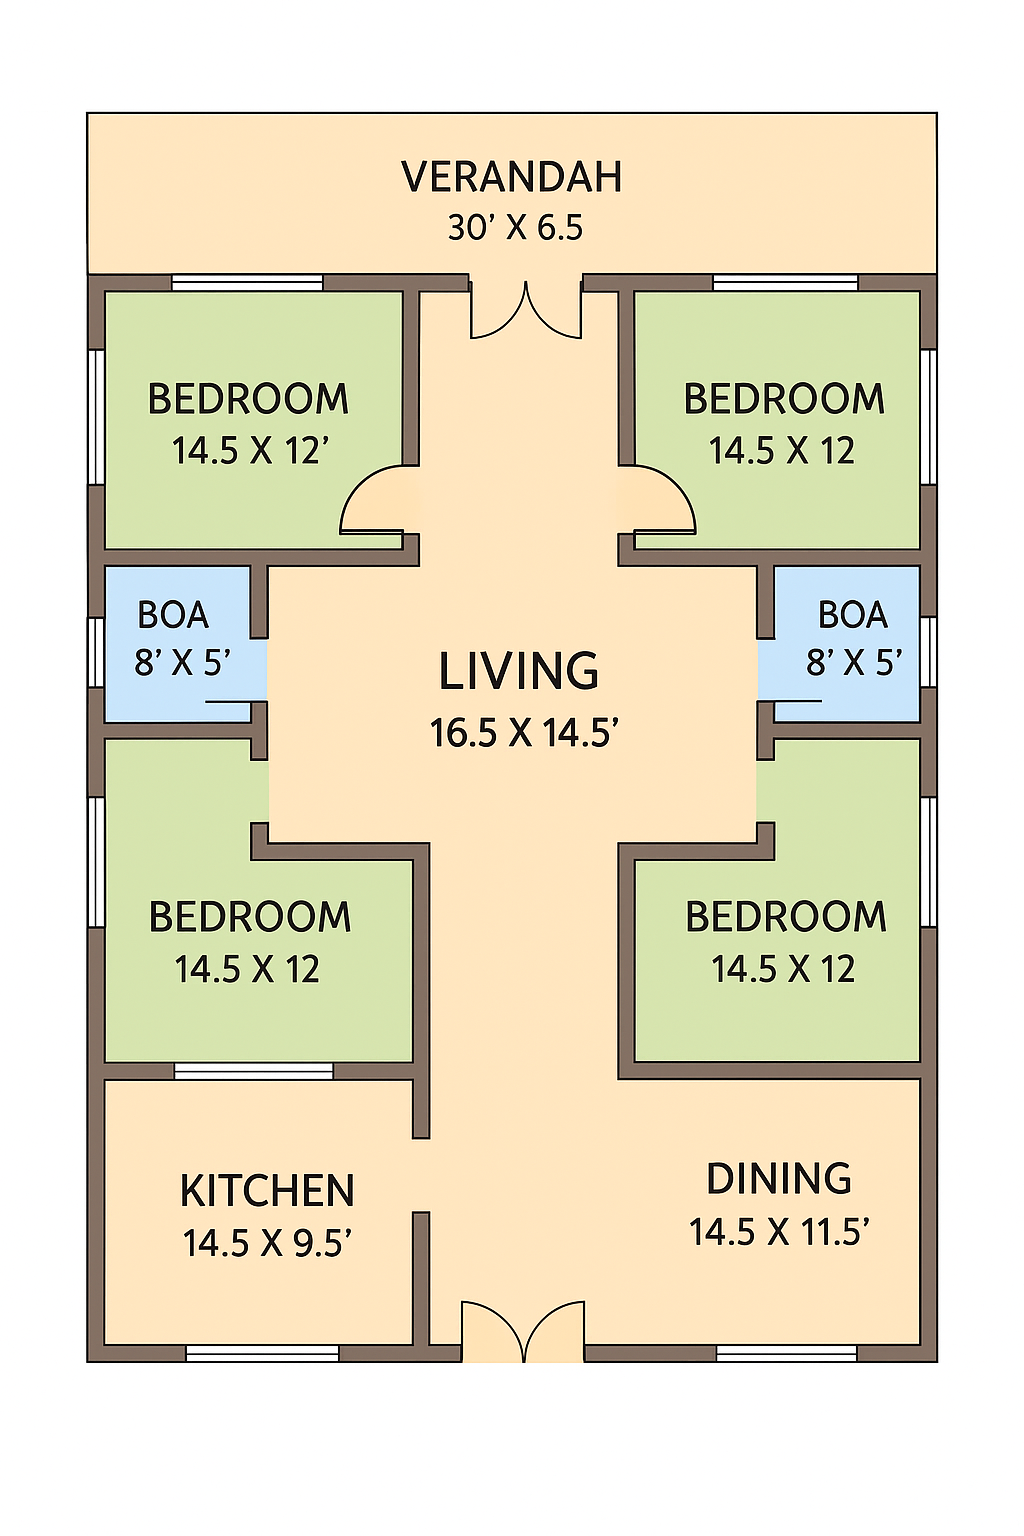 VERANDAH
30’ X 6.5
BEDROOM
14.5 X 12’
BEDROOM
14.5 X 12
BOA
8’ X 5’
LIVING
16.5 X 14.5’
BOA
8’ X 5’
BEDROOM
14.5 X 12
BEDROOM
14.5 X 12
KITCHEN
14.5 X 9.5’
DINING
14.5 X 11.5’